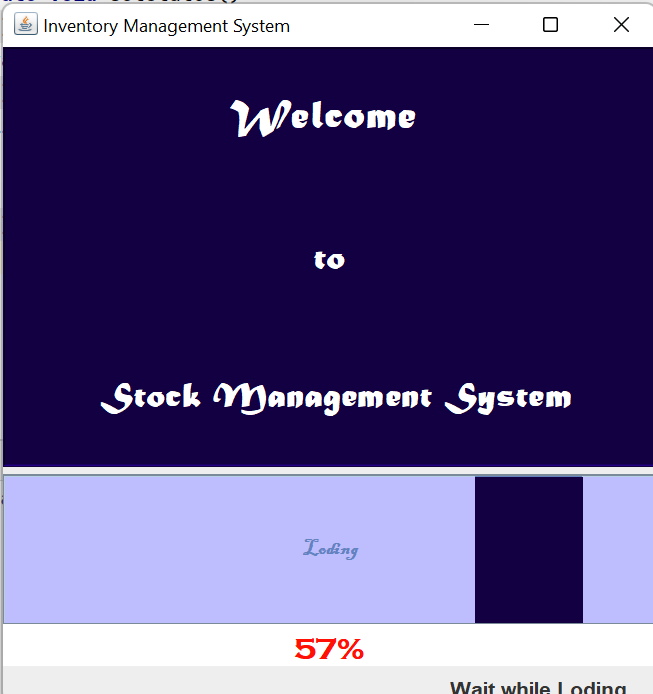 Inventory Management System
Welcome
to
Stock Management System
Loding
57%
Wait while Loding